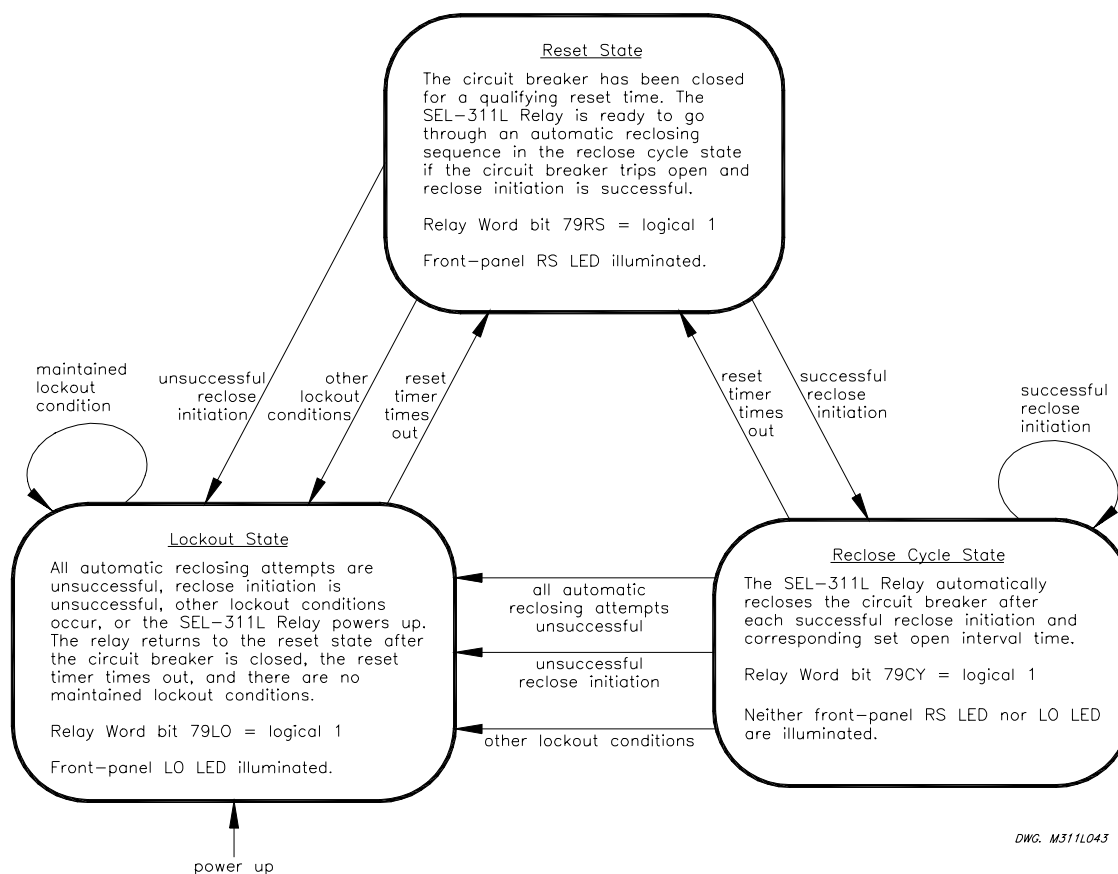 Reset State
The circuit breaker has been closed
for a qualifying reset time. The
SEL-311L Relay is ready to go
through an automatic reclosing
sequence in the reclose cycle state
if the circuit breaker trips open and
reclose initiation is successful.
Relay Word bit 79RS = logical 1
Front-panel RS LED illuminated.
maintained
lockout
condition
unsuccessful
reclose
initiation
other
lockout
conditions
reset
timer
times
out
reset
timer
times
out
successful
reclose
initiation
successful
reclose
initiation
Lockout State
All automatic reclosing attempts are
unsuccessful, reclose initiation is
unsuccessful, other lockout conditions
occur, or the SEL-311L Relay powers up.
The relay returns to the reset state after
the circuit breaker is closed, the reset
timer times out, and there are no
maintained lockout conditions.
Relay Word bit 79LO = logical 1
Front-panel LO LED illuminated.
all automatic
reclosing attempts
unsuccessful
unsuccessful
reclose initiation
other lockout conditions
Reclose Cycle State
The SEL-311L Relay automatically
recloses the circuit breaker after
each successful reclose initiation and
corresponding set open interval time.
Relay Word bit 79CY = logical 1
Neither front-panel RS LED nor LO LED
are illuminated.
power up
DWG. M311L043